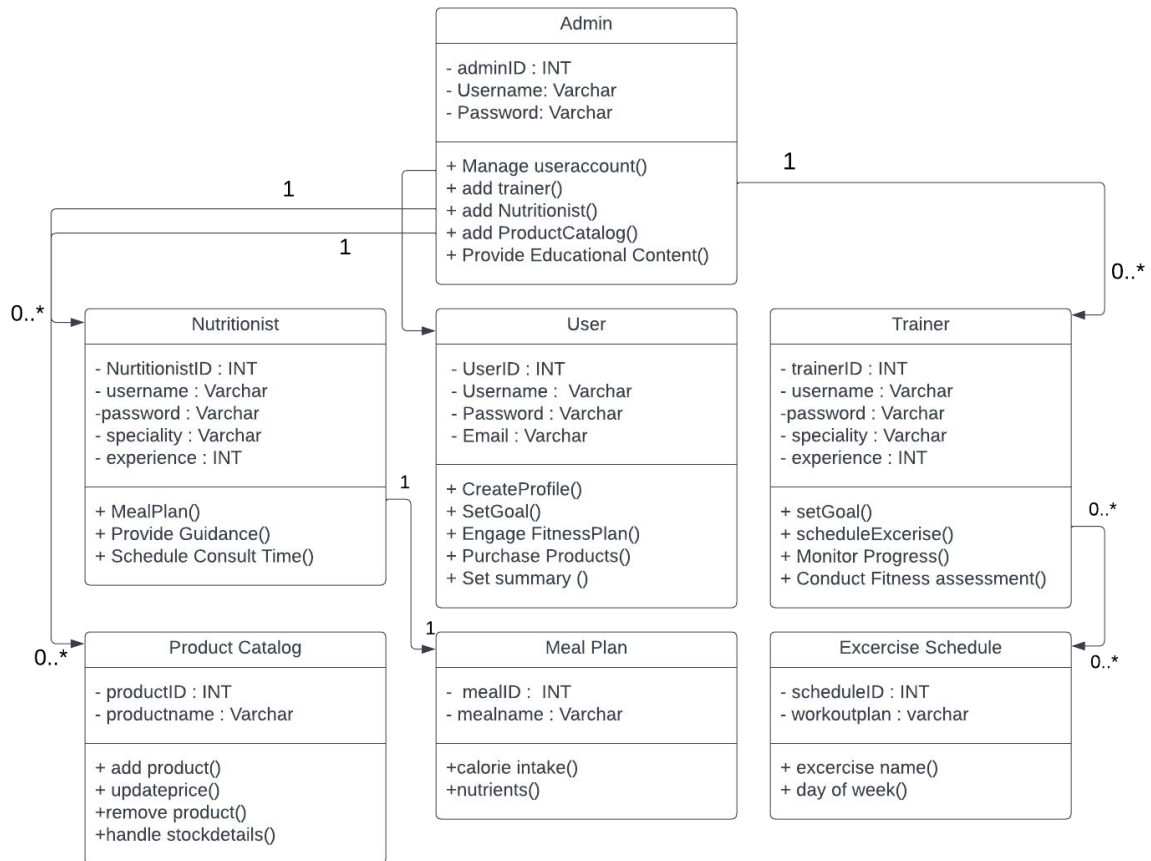 Admin
- adminID : INT
- Username: Varchar
- Password: Varchar
+ Manage useraccount()
+ add trainer()
+ add Nutritionist()
+ add ProductCatalog()
+ Provide Educational Content()
1
1
1
0..*
0..*
Nutritionist
- NurtitionistID : INT
- username : Varchar
-password : Varchar
- speciality : Varchar
- experience : INT
+ MealPlan()
+ Provide Guidance()
+ Schedule Consult Time()
User
- UserID : INT
- Username : Varchar
- Password : Varchar
- Email : Varchar
+ CreateProfile()
+ SetGoal()
+ Engage FitnessPlan()
+ Purchase Products()
+ Set summary ()
Trainer
- trainerID : INT
- username : Varchar
-password : Varchar
- speciality : Varchar
- experience : INT
+ setGoal()
+ scheduleExcerise()
+ Monitor Progress()
+ Conduct Fitness assessment()
1
0..*
1
0..*
0..*
Product Catalog
- productID : INT
- productname : Varchar
+ add product()
+ updateprice()
+remove product()
+handle stockdetails()
Meal Plan
- mealID : INT
- mealname : Varchar
+calorie intake()
+nutrients()
Excercise Schedule
- scheduleID : INT
- workoutplan : varchar
+ excercise name()
+ day of week()